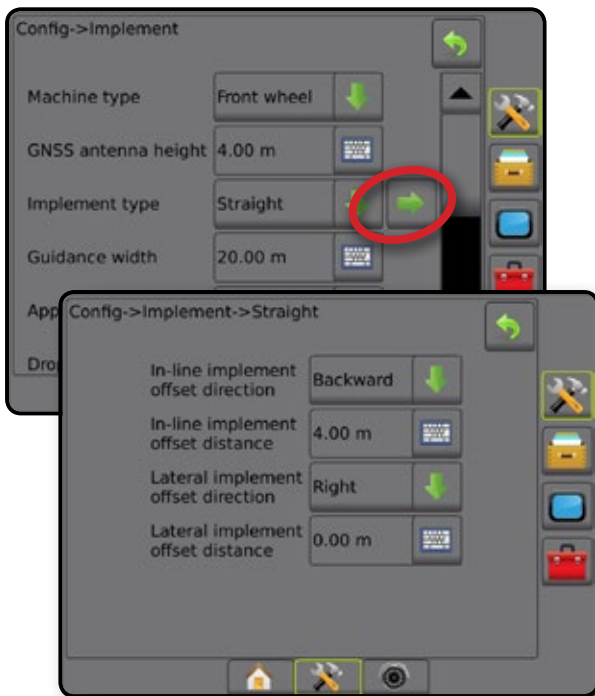 Config->Implement
Machine type Front wheel
GNSS antenna height 4.00 m
Implement type Straight
Guidance width 20.00 m
App
Config->Implement->Straight
Dro
In-line implement
offset direction Backward
In-line implement
offset distance 4.00 m
Lateral implement
offset direction Right
Lateral implement
offset distance 0.00 m